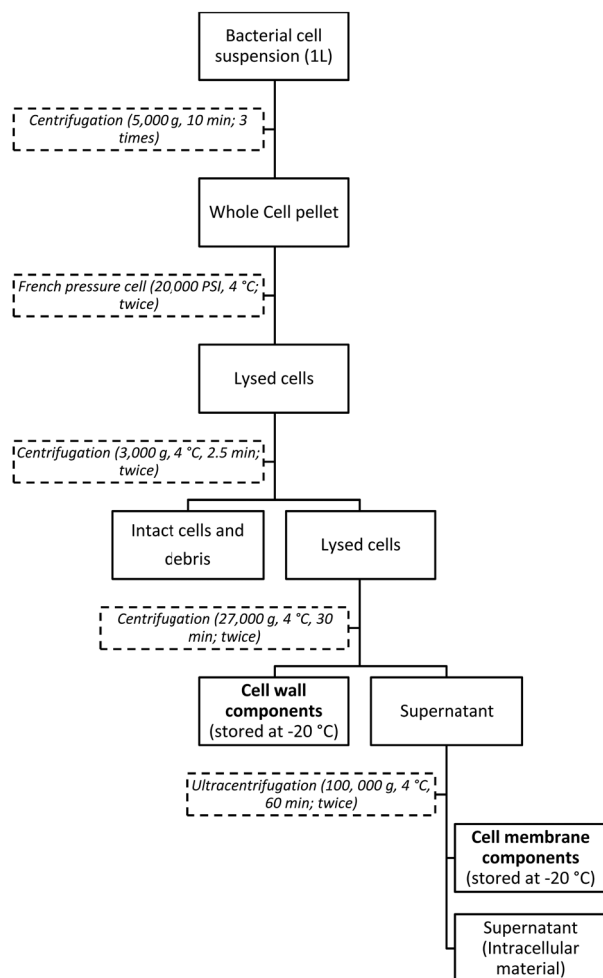 Bacterial cell
suspension (1L)
Centrifugation (5,000 g, 10 min; 3
times)
Whole Cell pellet
French pressure cell (20,000 PSI, 4 °C;
twice)
Lysed cells
Centrifugation (3,000 g, 4 °C, 2.5 min;
twice)
Intact cells and
debris
Lysed cells
Centrifugation (27,000 g, 4 °C, 30
min; twice)
Cell wall
components
(stored at -20 °C)
Supernatant
Ultracentrifugation (100, 000 g, 4 °C,
60 min; twice)
Cell membrane
components
(stored at -20 °C)
Supernatant
(Intracellular
material)